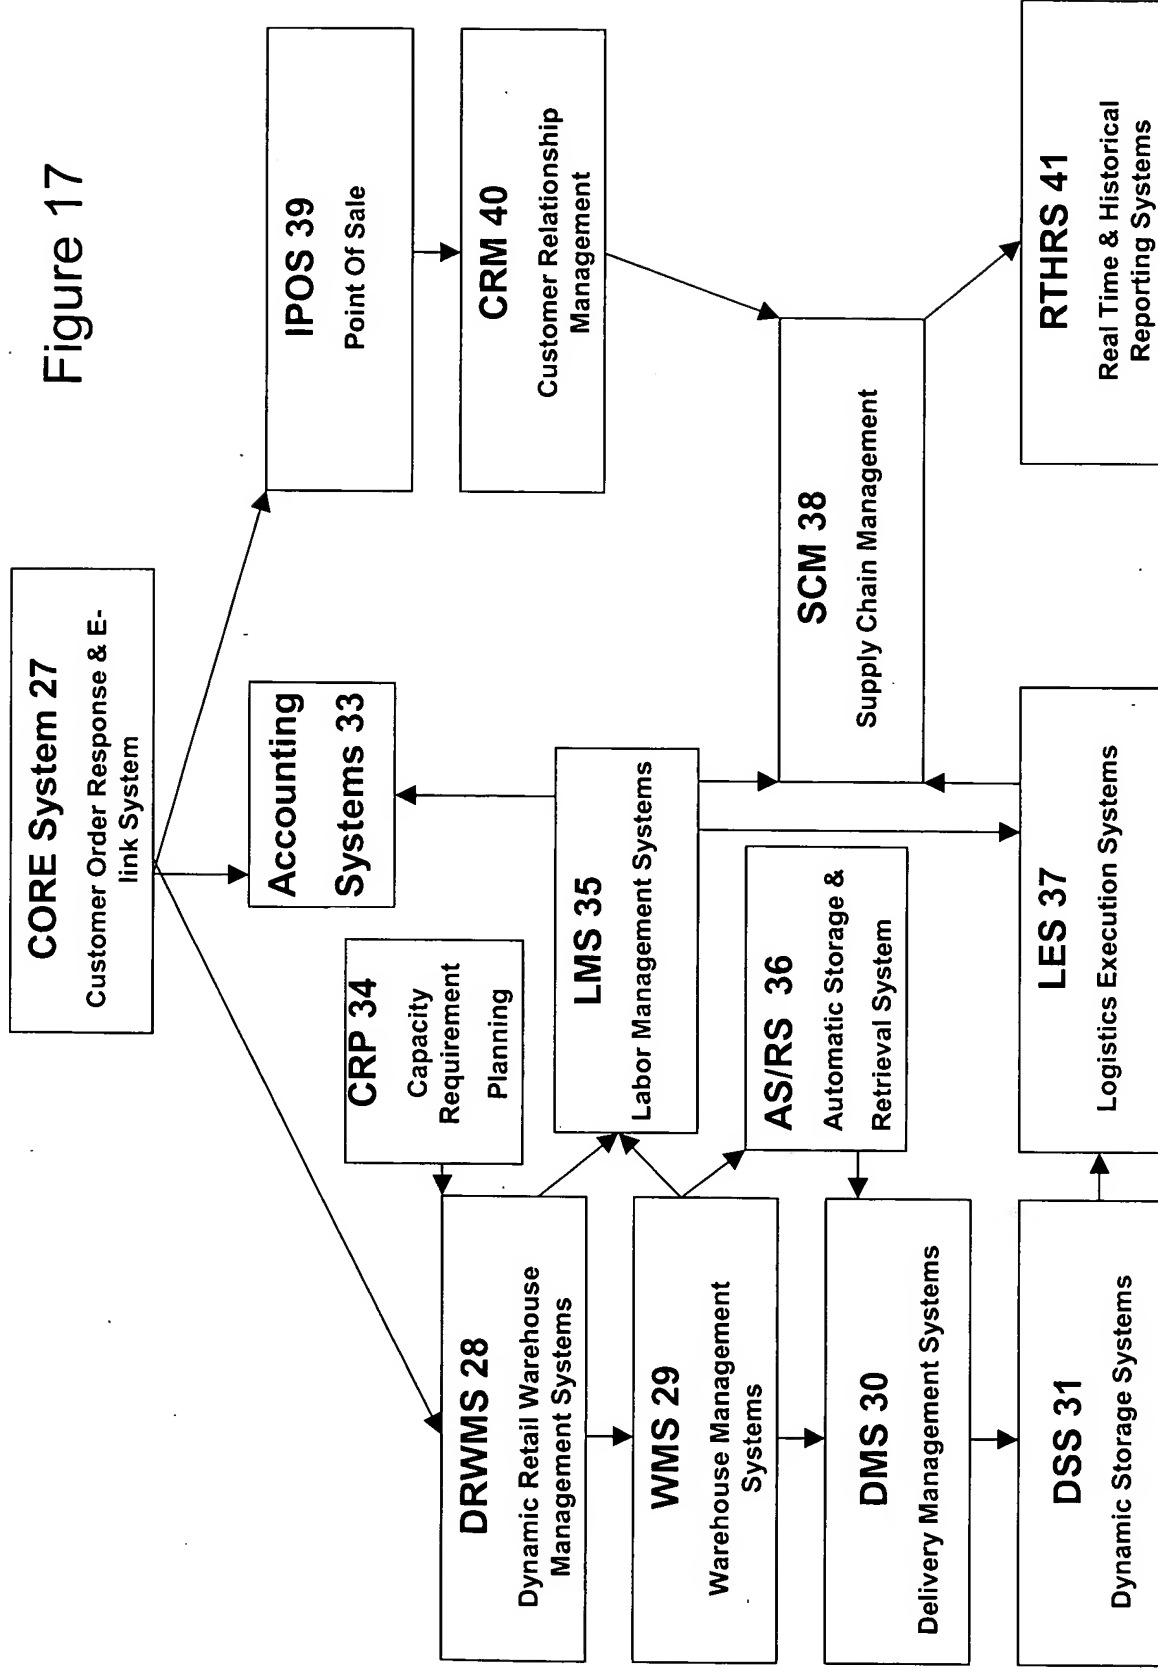 Figure 17
CORE System 27
Customer Order Response & E-
link System
IPOS 39
Point Of Sale
Accounting
Systems 33
CRP 34
Capacity
Requirement
Planning
CRM 40
Customer Relationship
Management
DRWMS 28
Dynamic Retail Warehouse
Management Systems
LMS 35
Labor Management Systems
WMS 29
Warehouse Management
Systems
AS/RS 36
Automatic Storage &
Retrieval System
SCM 38
Supply Chain Management
DMS 30
Delivery Management Systems
DSS 31
Dynamic Storage Systems
LES 37
Logistics Execution Systems
RTHRS 41
Real Time & Historical
Reporting Systems